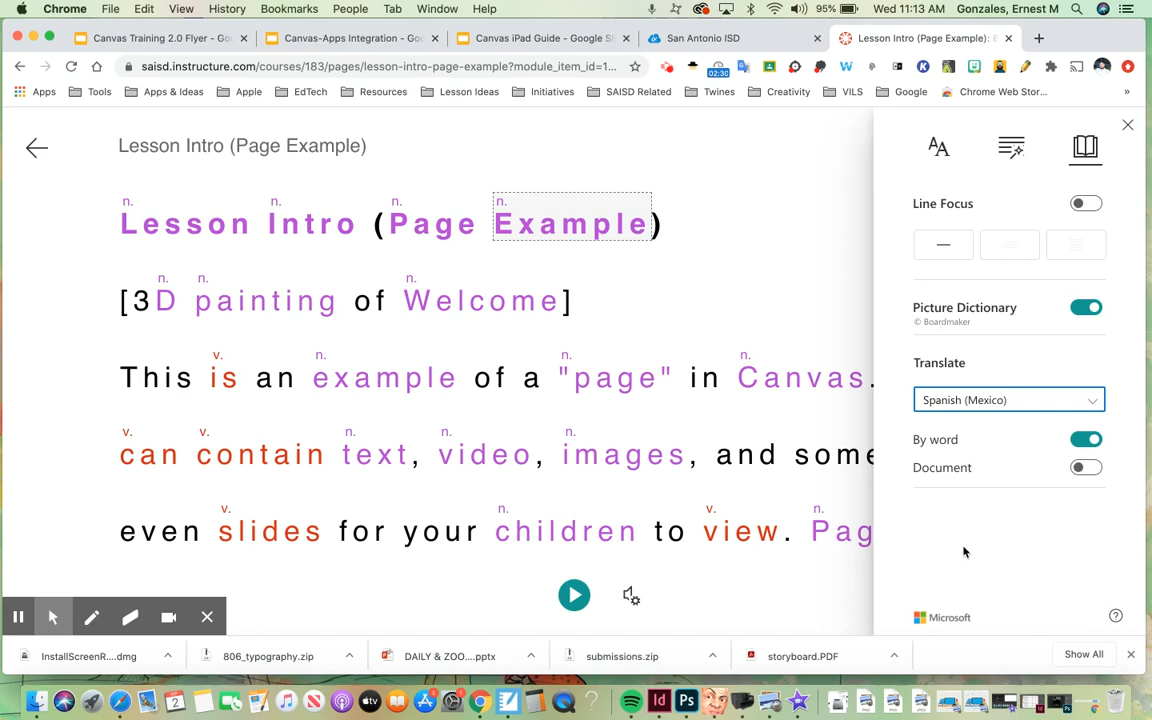 Chrome File Edit View History Bookmarks People Tab Window Help 95% Wed 11:13 AM Gonzales, Ernest M
Canvas Training 2.0 Flyer - Go Canvas-Apps Integration - Goo Canvas iPad Guide - Google S San Antonio ISD Lesson Intro (Page Example): E
saisd.instructure.com/courses/183/pages/lesson-intro-page-example?module_item_id=1... 02:30
Apps Tools Apps & Ideas Apple EdTech Resources Lesson Ideas Initiatives SAISD Related Twines Creativity VILS Google Chrome Web Stor... »
Lesson Intro (Page Example)
n. n. n. n.
Lesson Intro (Page Example)
n. n. n.
[3D painting of Welcome]
v. n. n. n.
This is an example of a "page" in Canvas.
v. v. n. n. n.
can contain text, video, images, and some
v. n. v. n.
even slides for your children to view. Pag
Line Focus
Picture Dictionary
© Boardmaker
Translate
Spanish (Mexico)
By word
Document
Microsoft
InstallScreenR....dmg 806_typography.zip DAILY & ZOO....pptx submissions.zip storyboard.PDF Show All